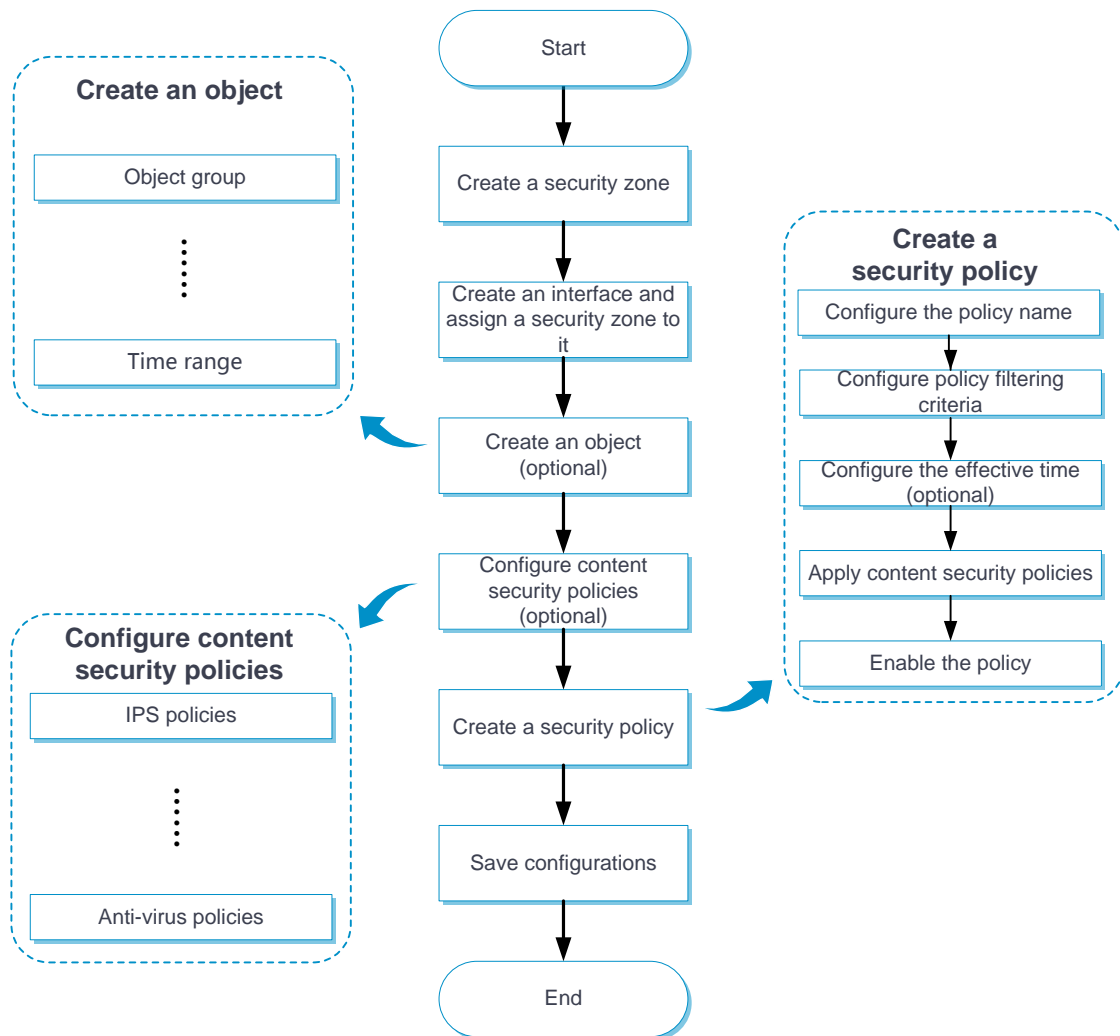 Start
Create an object
Object group
Time range
Create a security zone
Create an interface and
assign a security zone to
it
Create an object
(optional)
Configure content
security policies
(optional)
Create a security policy
Save configurations
End
Configure content
security policies
IPS policies
Anti-virus policies
Create a
security policy
Configure the policy name
Configure policy filtering
criteria
Configure the effective time
(optional)
Apply content security policies
Enable the policy